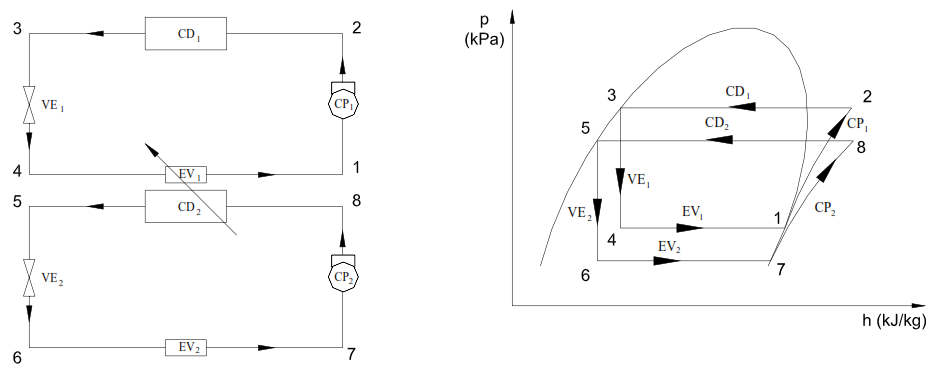 3
2
CD1
VE1
CP1
4
EV1
1
5
CD2
8
VE2
CP2
6
EV2
7
p
(kPa)
3
CD1
2
5
CD2
CP1
8
VE1
VE2
CP2
EV1
1
4
EV2
6
7
h (kJ/kg)